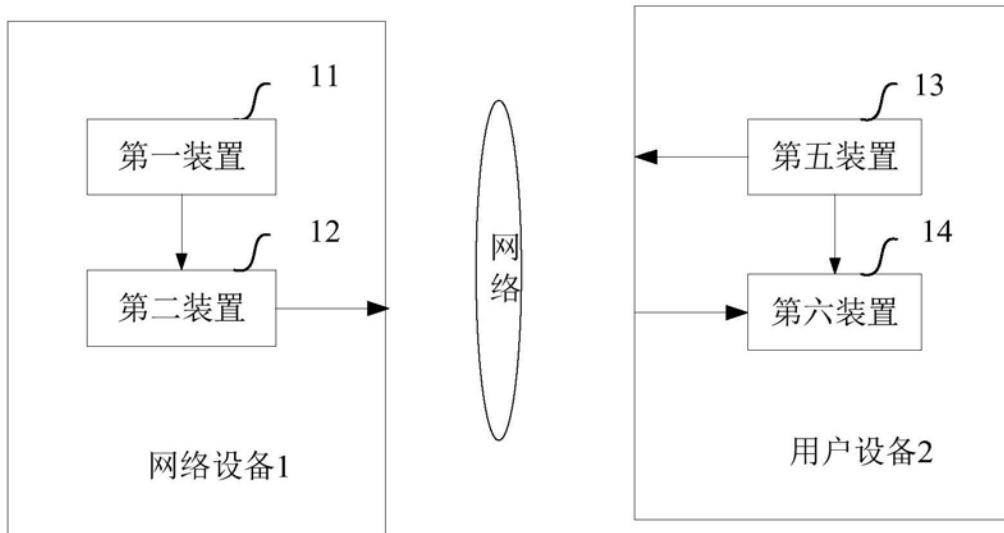 11
第一装置
12
第二装置
网络设备1
网
络
13
第五装置
14
第六装置
用户设备2